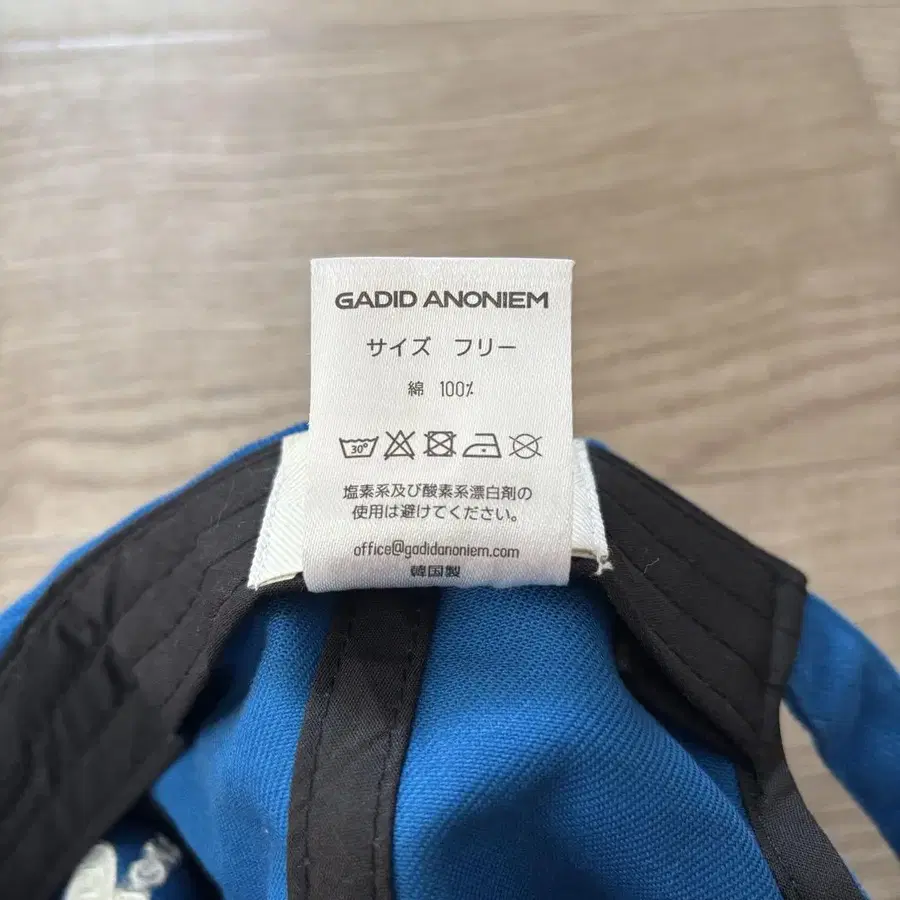 GADID ANONIEM
サイズ フリー
綿 100%
30°
塩素系及び酸素系漂白剤の
使用は避けてください。
office@gadidanoniem.com
韓国製